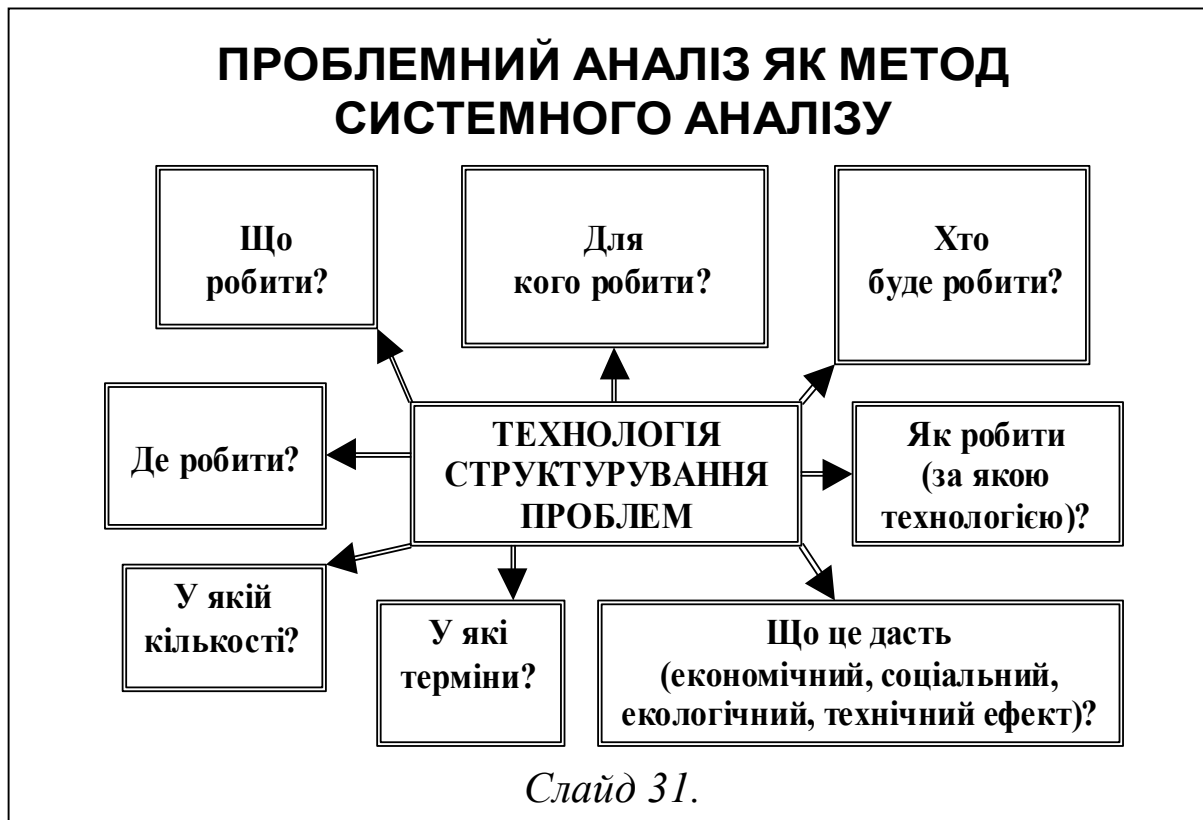 ПРОБЛЕМНИЙ АНАЛІЗ ЯК МЕТОД
СИСТЕМНОГО АНАЛІЗУ
Що
робити?
Для
кого робити?
Хто
буде робити?
Де робити?
ТЕХНОЛОГІЯ
СТРУКТУРУВАННЯ
ПРОБЛЕМ
Як робити
(за якою
технологією)?
У якій
кількості?
У які
терміни?
Що це дасть
(економічний, соціальний,
екологічний, технічний ефект)?
Слайд 31.